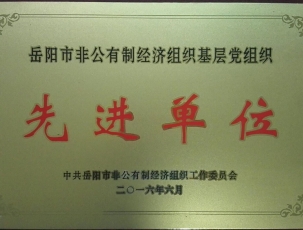 岳阳市非公有制经济组织基层党组织
先进单位
中共岳阳市非公有制经济组织工作委员会
二〇一六年六月